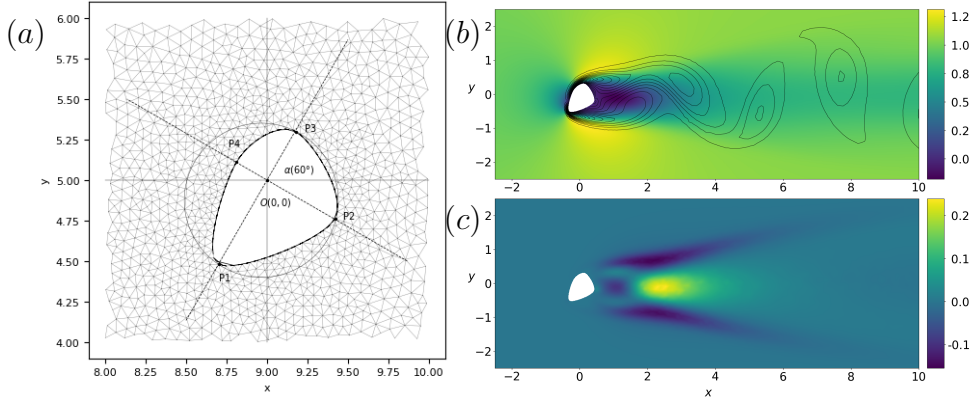 (a)
6.00
5.75
5.50
5.25
5.00
4.75
4.50
4.25
4.00
y
P3
P4
α(60°)
O(0, 0)
P2
P1
8.00 8.25 8.50 8.75 9.00 9.25 9.50 9.75 10.00
x
(b)
2
1
0
−1
−2
y
−2 0 2 4 6 8 10
x
1.2
1.0
0.8
0.5
0.2
0.0
(c)
2
1
0
−1
−2
y
−2 0 2 4 6 8 10
x
0.2
0.1
0.0
-0.1